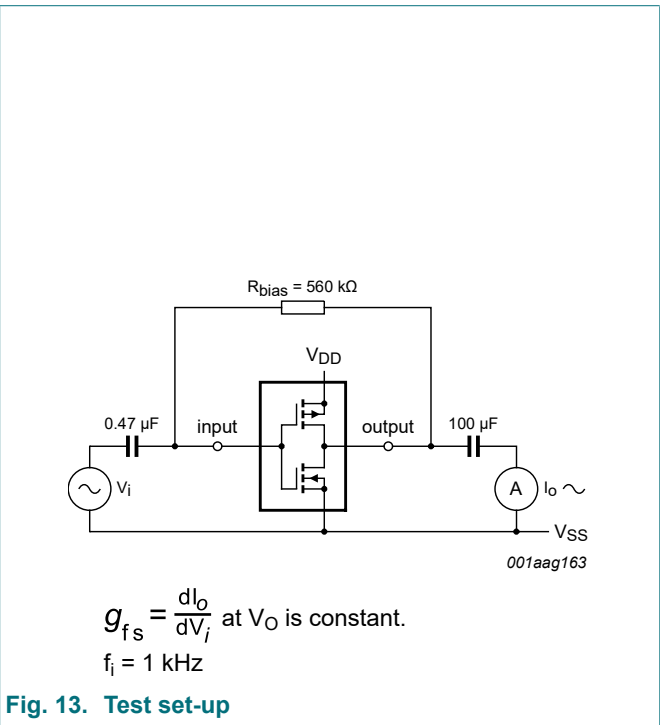 Rbias = 560 kΩ
VDD
0.47 µF
input
output
100 µF
Vi
A
Io
VSS
001aag163
gfs = dIo/dVi at VO is constant.
fi = 1 kHz
Fig. 13. Test set-up